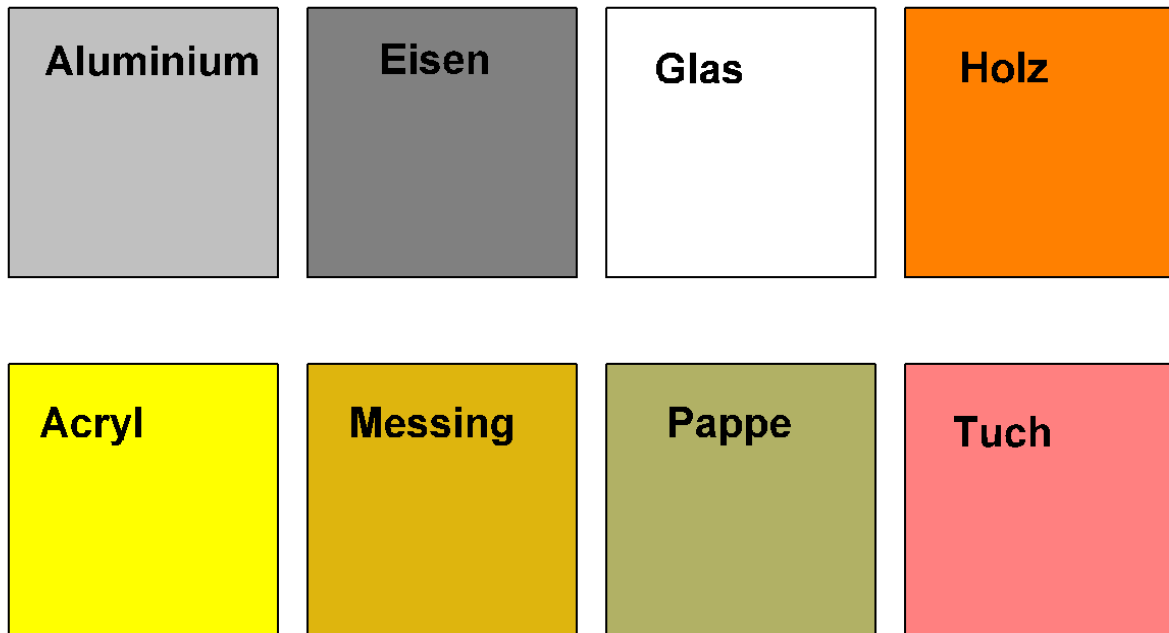 Aluminium
Eisen
Glas
Holz
Acryl
Messing
Pappe
Tuch